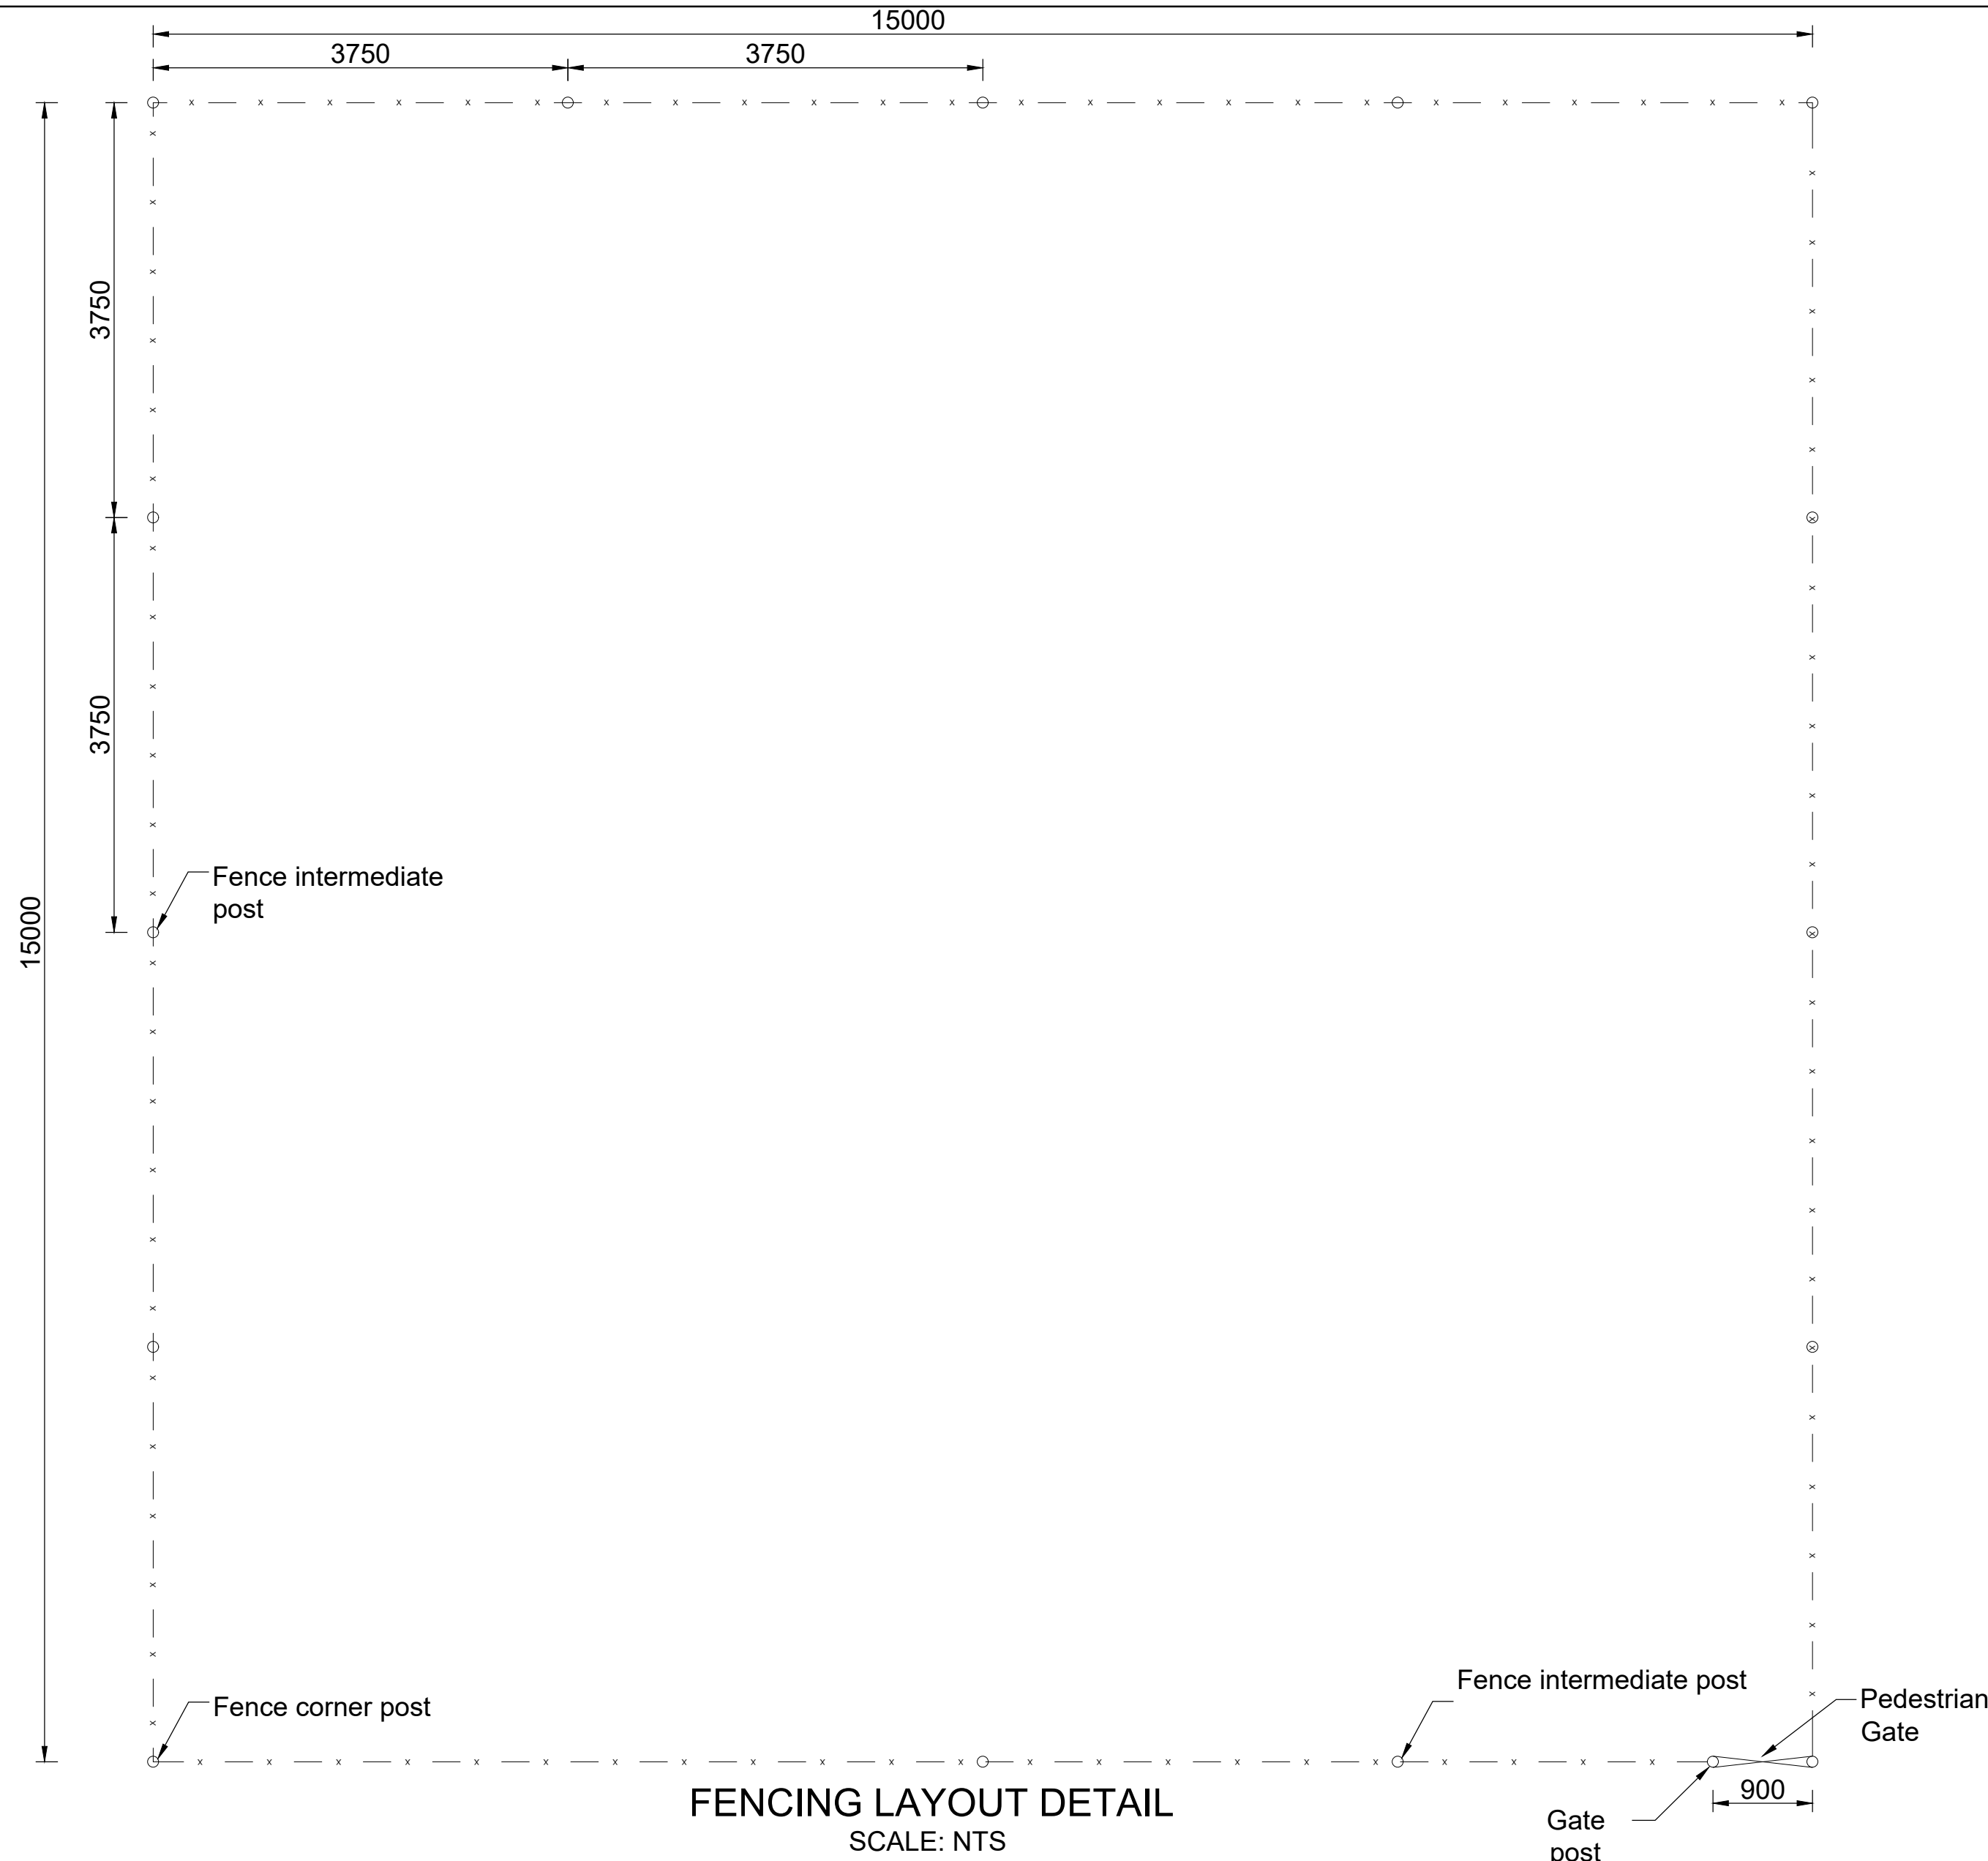 15000
3750
3750
3750
3750
15000
Fence intermediate
post
Fence corner post
Fence intermediate post
Pedestrian
Gate
900
Gate
post
FENCING LAYOUT DETAIL
SCALE: NTS